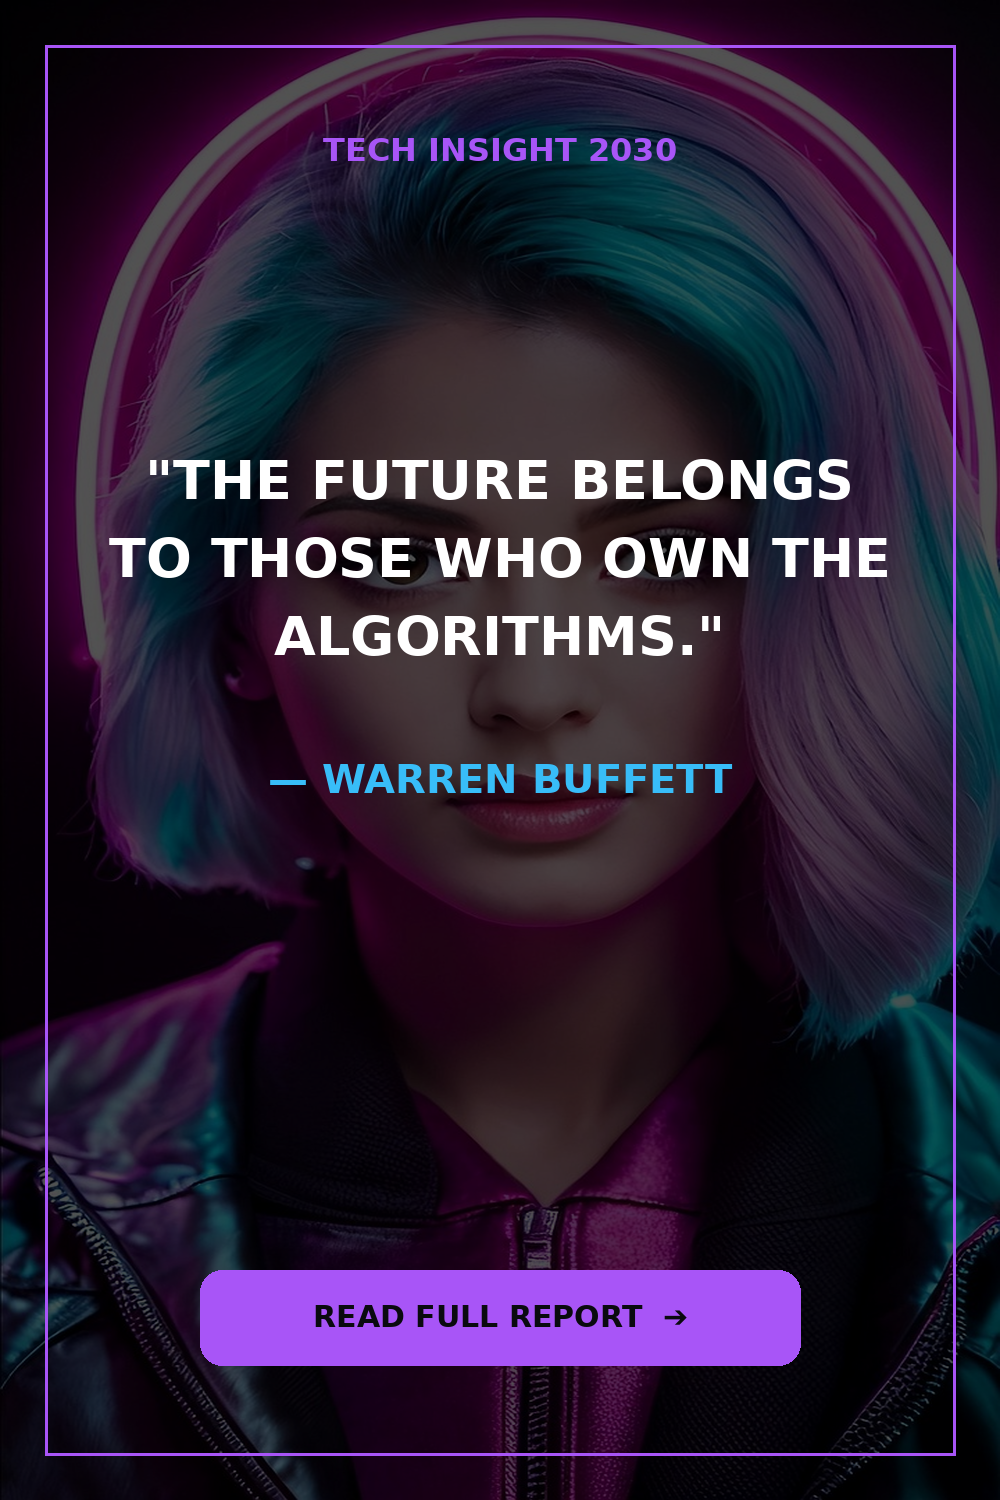 TECH INSIGHT 2030
"THE FUTURE BELONGS
TO THOSE WHO OWN THE
ALGORITHMS."
— WARREN BUFFETT
READ FULL REPORT ➔